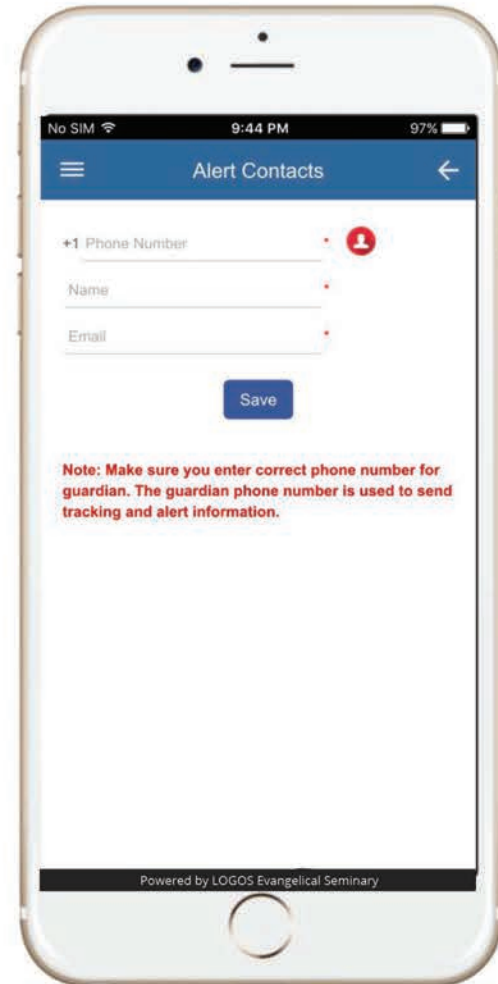 No SIM 9:44 PM 97%
Alert Contacts
+1 Phone Number *
Name *
Email *
Save
Note: Make sure you enter correct phone number for
guardian. The guardian phone number is used to send
tracking and alert information.
Powered by LOGOS Evangelical Seminary